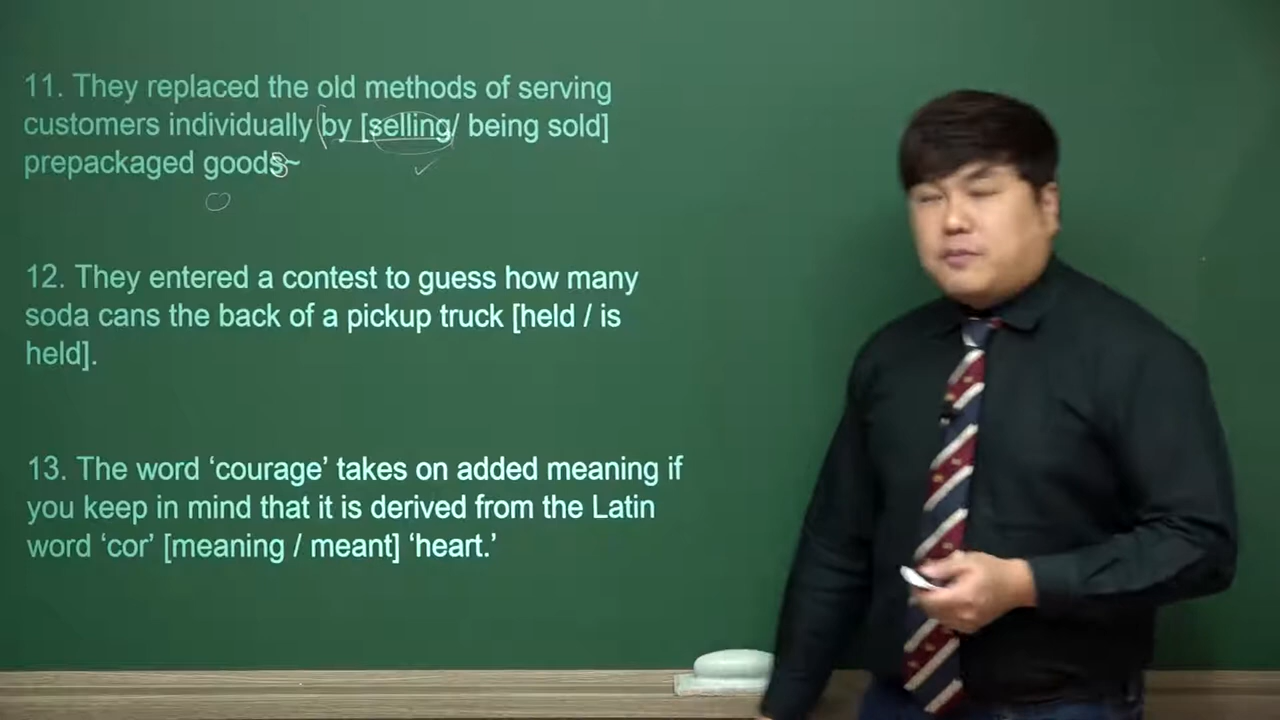 11. They replaced the old methods of serving
customers individually by [selling/ being sold]
prepackaged goods~
12. They entered a contest to guess how many
soda cans the back of a pickup truck [held / is
held].
13. The word ‘courage’ takes on added meaning if
you keep in mind that it is derived from the Latin
word ‘cor’ [meaning / meant] ‘heart.’